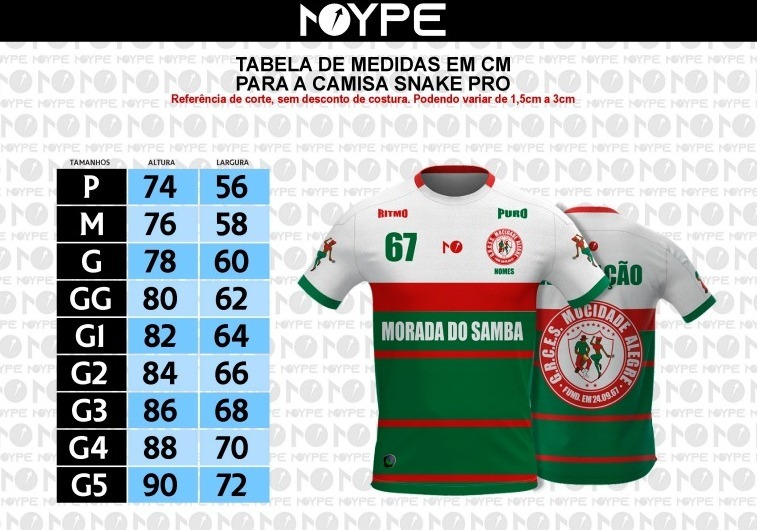 NOYPE
TABELA DE MEDIDAS EM CM
PARA A CAMISA SNAKE PRO
Referência de corte, sem desconto de costura. Podendo variar de 1,5cm a 3cm
TAMANHOS ALTURA LARGURA
P 74 56
M 76 58
G 78 60
GG 80 62
G1 82 64
G2 84 66
G3 86 68
G4 88 70
G5 90 72
RITMO PURO
67
G.R.C.E.S. MOCIDADE ALEGRE
NOMES
MORADA DO SAMBA
ÇÃO
G.R.C.E.S. MOCIDADE ALEGRE
FUND. EM 24.09.67